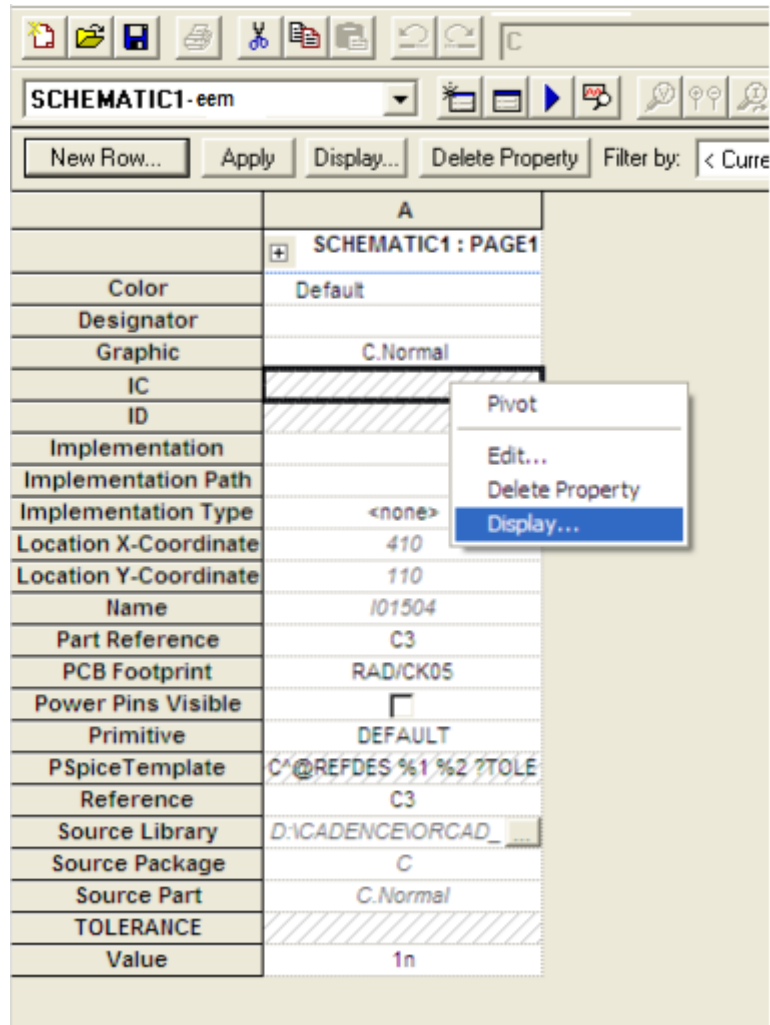 C
SCHEMATIC1-eem
New Row... Apply Display... Delete Property Filter by: < Curre
A
SCHEMATIC1 : PAGE1
Color Default
Designator
Graphic C.Normal
IC
ID
Pivot
Edit...
Delete Property
Display...
Implementation
Implementation Path
Implementation Type <none>
Location X-Coordinate 410
Location Y-Coordinate 110
Name I01504
Part Reference C3
PCB Footprint RAD/CK05
Power Pins Visible
Primitive DEFAULT
PSpiceTemplate C^@REFDES %1 %2 ?TOLE
Reference C3
Source Library D:\CADENCE\ORCAD_ ...
Source Package C
Source Part C.Normal
TOLERANCE
Value 1n